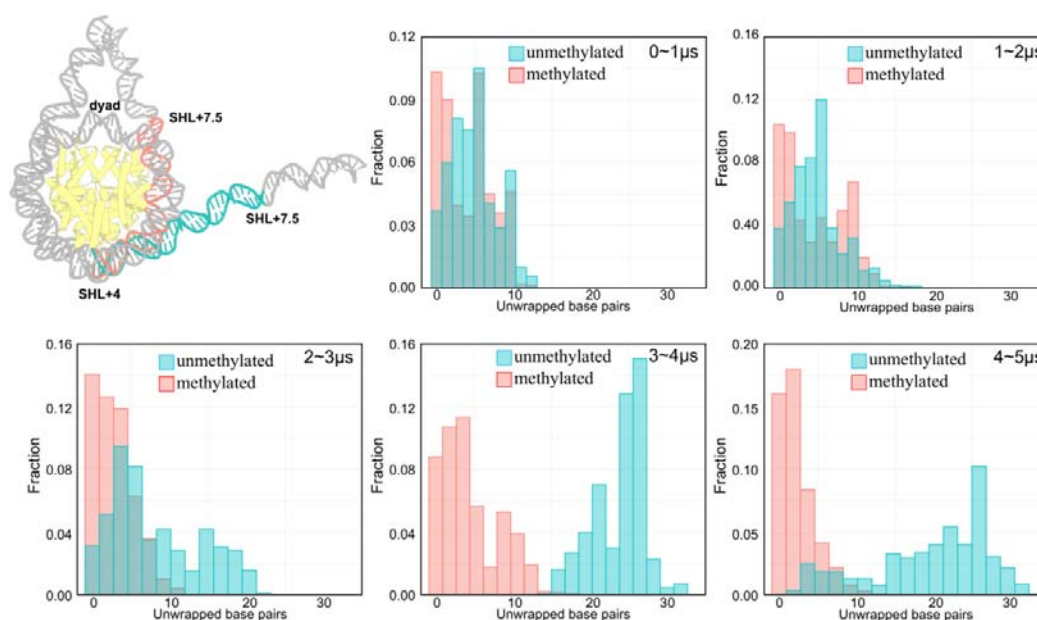 dyad
SHL+7.5
SHL+7.5
SHL+4
0.12
0.09
0.06
0.03
0.00
Fraction
unmethylated
methylated
0~1μs
0 10 20 30
Unwrapped base pairs
0.16
0.12
0.08
0.40
0.00
Fraction
unmethylated
methylated
1~2μs
0 10 20 30
Unwrapped base pairs
0.16
0.12
0.08
0.04
0.00
Fraction
unmethylated
methylated
2~3μs
0 10 20 30
Unwrapped base pairs
0.16
0.12
0.08
0.04
0.00
Fraction
unmethylated
methylated
3~4μs
0 10 20 30
Unwrapped base pairs
0.20
0.15
0.10
0.05
0.00
Fraction
unmethylated
methylated
4~5μs
0 10 20 30
Unwrapped base pairs